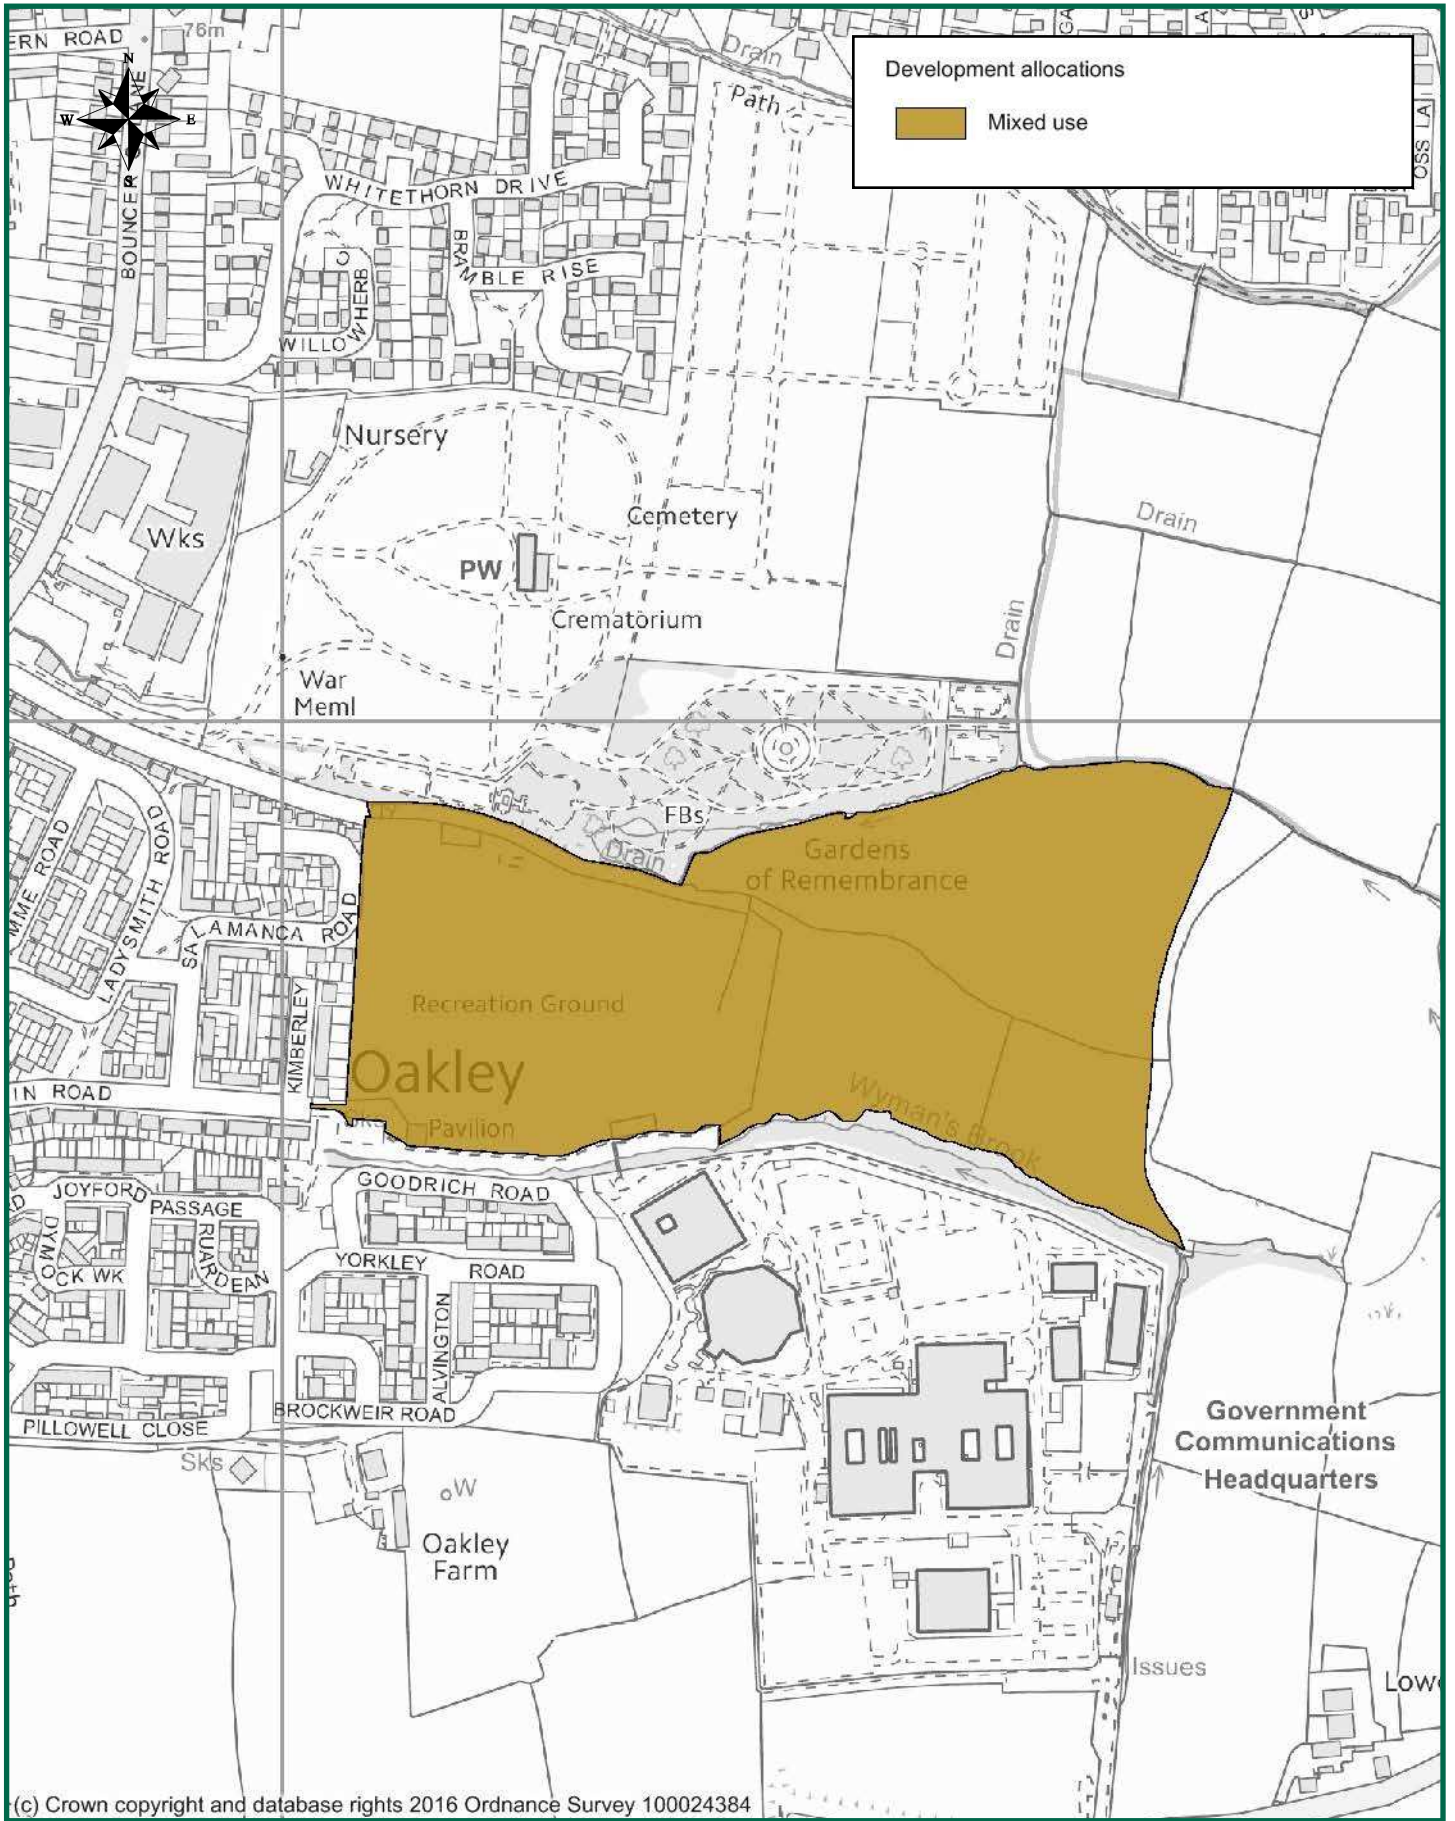 ERN ROAD
76m
N
W
E
S
Drain
Path
Development allocations
Mixed use
WHITETHORN DRIVE
BRAMBLE RISE
WILLOWHERB
Nursery
Wks
Cemetery
PW
Crematorium
Drain
Drain
War
Meml
FBs
Drain
Gardens
of Remembrance
LADYSMITH ROAD
SALAMANCA ROAD
KIMBERLEY
Recreation Ground
Oakley
Pavilion
Wyman's Brook
IN ROAD
GOODRICH ROAD
JOYFORD
PASSAGE
DYMOCK WK
RUARDEAN
YORKLEY ROAD
ALVINGTON
BROCKWEIR ROAD
PILLOWELL CLOSE
Sks
W
Oakley
Farm
Government
Communications
Headquarters
Issues
(c) Crown copyright and database rights 2016 Ordnance Survey 100024384